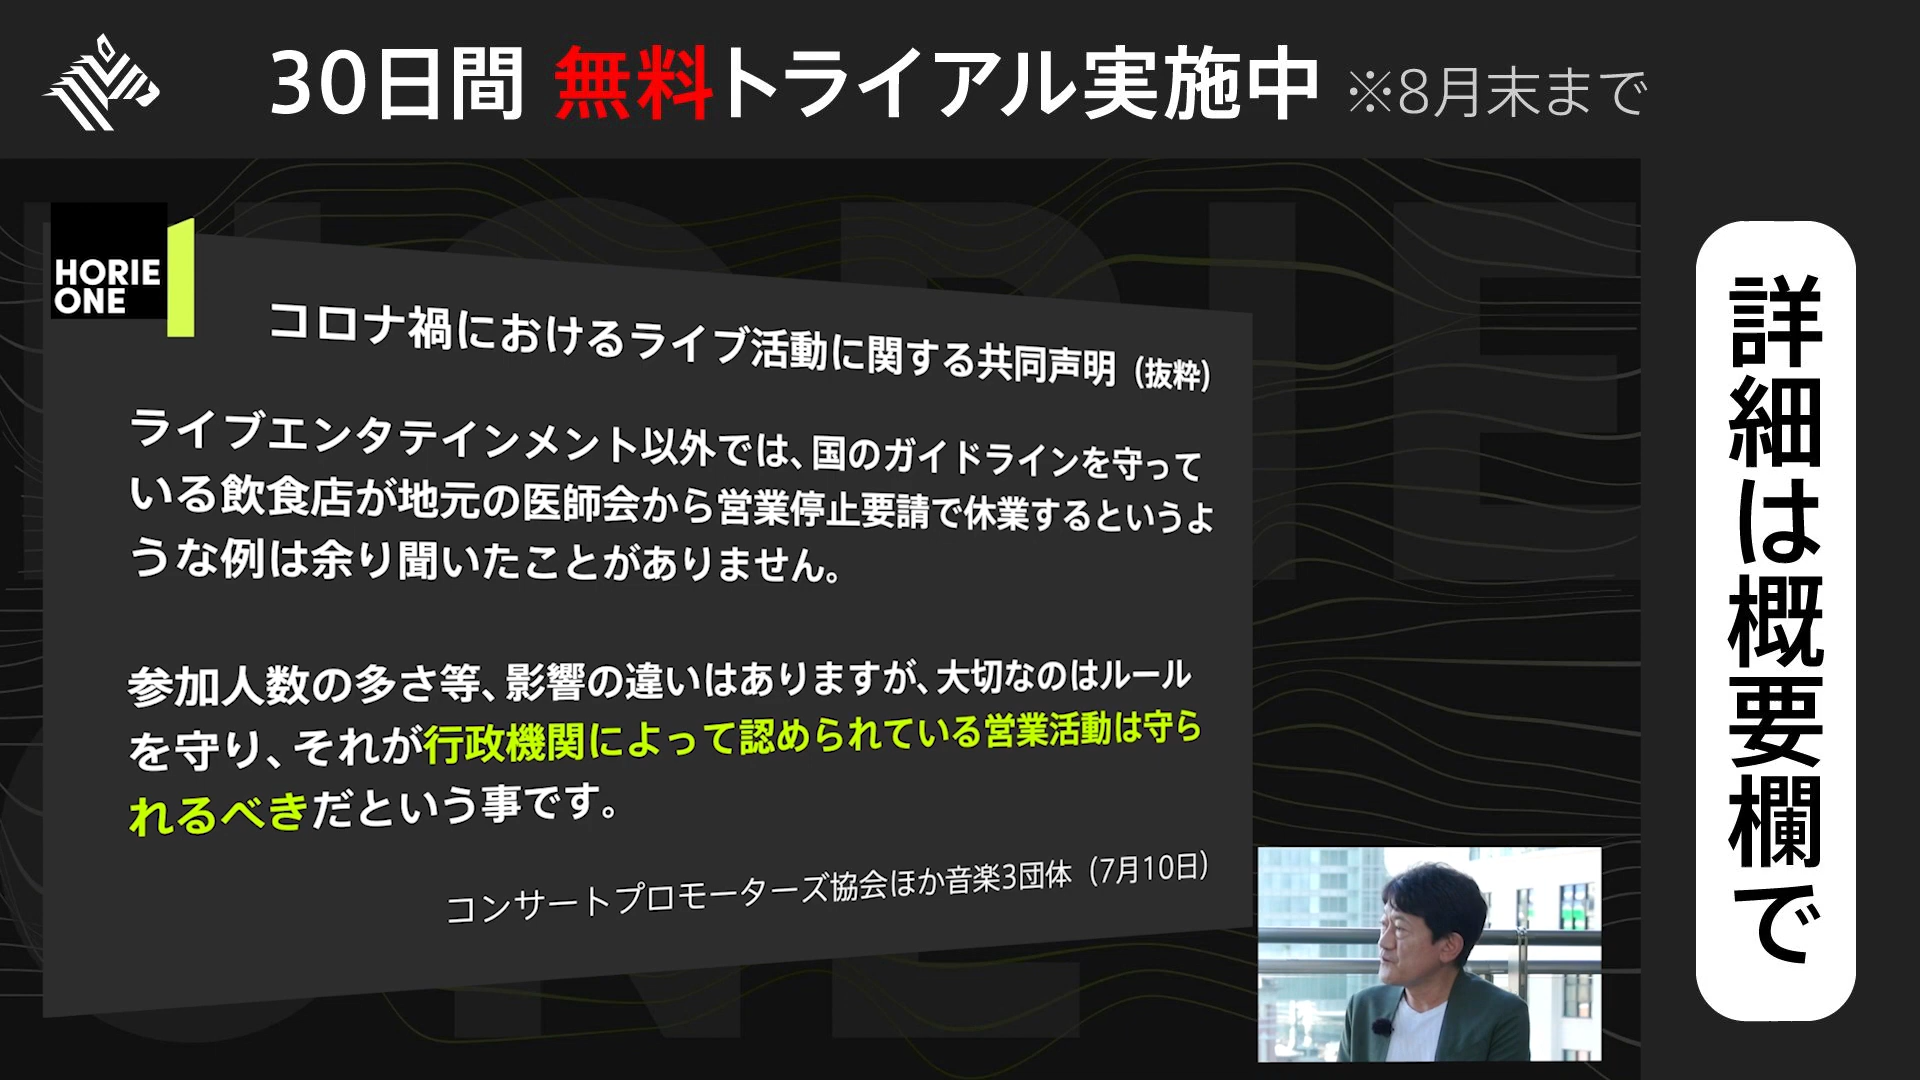 30日間 無料トライアル実施中 ※8月末まで
HORIE
ONE
1
コロナ禍におけるライブ活動に関する共同声明（抜粋）
ライブエンタテインメント以外では、国のガイドラインを守って
いる飲食店が地元の医師会から営業停止要請で休業するというよ
うな例は余り聞いたことがありません。
参加人数の多さ等、影響の違いはありますが、大切なのはルール
を守り、それが行政機関によって認められている営業活動は守ら
れるべきだという事です。
コンサートプロモーターズ協会ほか音楽3団体（7月10日）
詳細は概要欄で